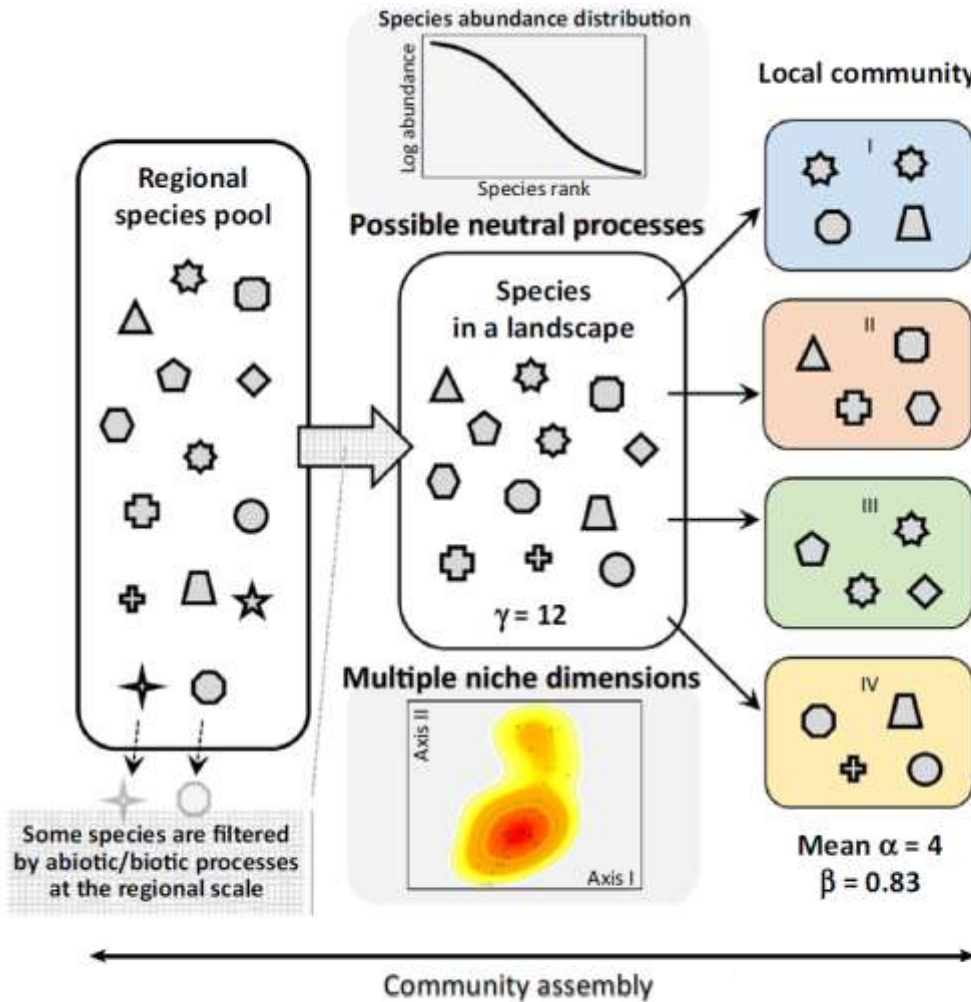 Species abundance distribution
Log abundance
Species rank
Possible neutral processes
Local community
Regional
species pool
Species
in a landscape
γ = 12
Multiple niche dimensions
Axis II
Axis I
I
II
III
IV
Some species are filtered
by abiotic/biotic processes
at the regional scale
Mean α = 4
β = 0.83
Community assembly